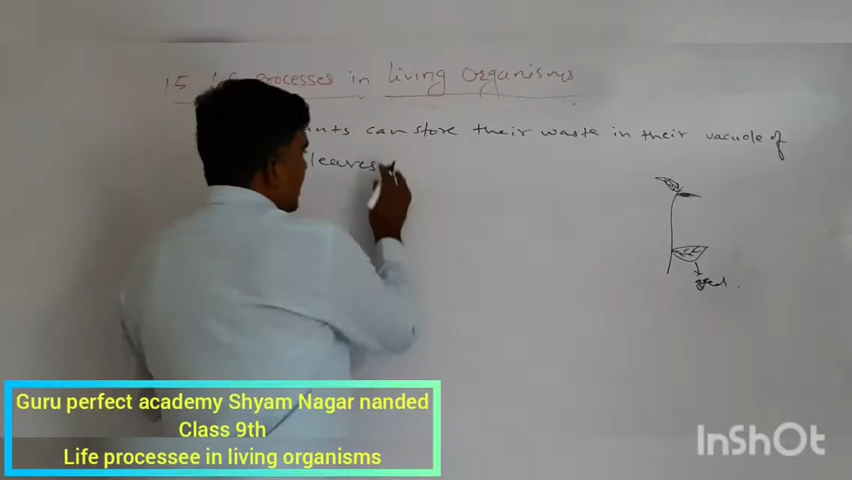 15 life processes in living organisms
can store their waste in their vacuole of
leaves
Guru perfect academy Shyam Nagar nanded
Class 9th
Life processee in living organisms
InShOt